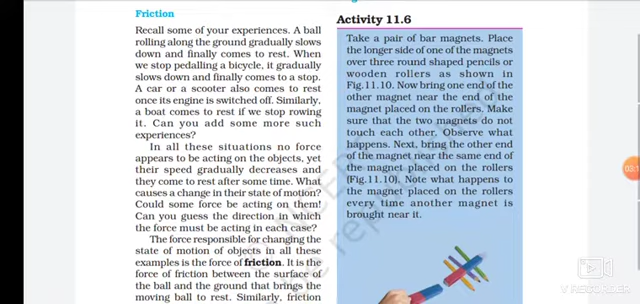 Friction
Recall some of your experiences. A ball
rolling along the ground gradually slows
down and finally comes to rest. When
we stop pedalling a bicycle, it gradually
slows down and finally comes to a stop.
A car or a scooter also comes to rest
once its engine is switched off. Similarly,
a boat comes to rest if we stop rowing
it. Can you add some more such
experiences?
In all these situations no force
appears to be acting on the objects, yet
their speed gradually decreases and
they come to rest after some time. What
causes a change in their state of motion?
Could some force be acting on them!
Can you guess the direction in which
the force must be acting in each case?
The force responsible for changing the
state of motion of objects in all these
examples is the force of friction. It is the
force of friction between the surface of
the ball and the ground that brings the
moving ball to rest. Similarly, friction
Activity 11.6
Take a pair of bar magnets. Place
the longer side of one of the magnets
over three round shaped pencils or
wooden rollers as shown in
Fig.11.10. Now bring one end of the
other magnet near the end of the
magnet placed on the rollers. Make
sure that the two magnets do not
touch each other. Observe what
happens. Next, bring the other end
of the magnet near the same end of
the magnet placed on the rollers
(Fig.11.10). Note what happens to
the magnet placed on the rollers
every time another magnet is
brought near it.
V RECORDER